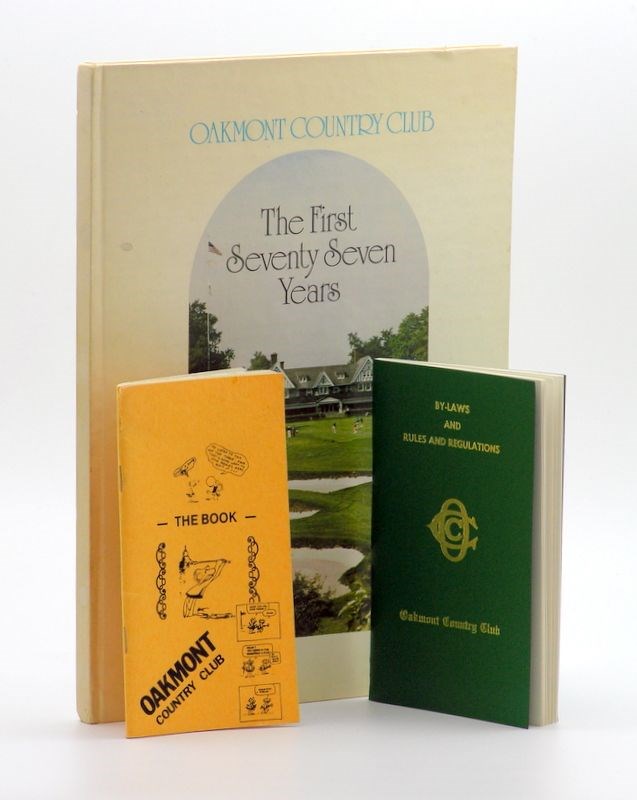 OAKMONT COUNTRY CLUB
The First
Seventy Seven
Years
— THE BOOK —
OAKMONT
COUNTRY CLUB
BY-LAWS
AND
RULES AND REGULATIONS
OCC
Oakmont Country Club